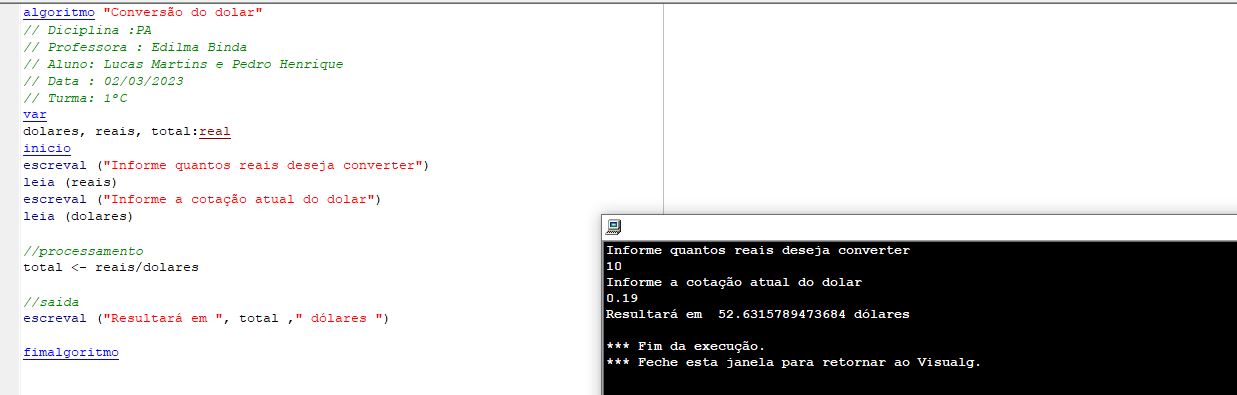 algoritmo "Conversão do dolar"
// Diciplina :PA
// Professora : Edilma Binda
// Aluno: Lucas Martins e Pedro Henrique
// Data : 02/03/2023
// Turma: 1ºC
var
dolares, reais, total:real
inicio
escreval ("Informe quantos reais deseja converter")
leia (reais)
escreval ("Informe a cotação atual do dolar")
leia (dolares)
//processamento
total <- reais/dolares
//saida
escreval ("Resultará em ", total ," dólares ")
fimalgoritmo
Informe quantos reais deseja converter
10
Informe a cotação atual do dolar
0.19
Resultará em  52.6315789473684 dólares
*** Fim da execução.
*** Feche esta janela para retornar ao Visualg.